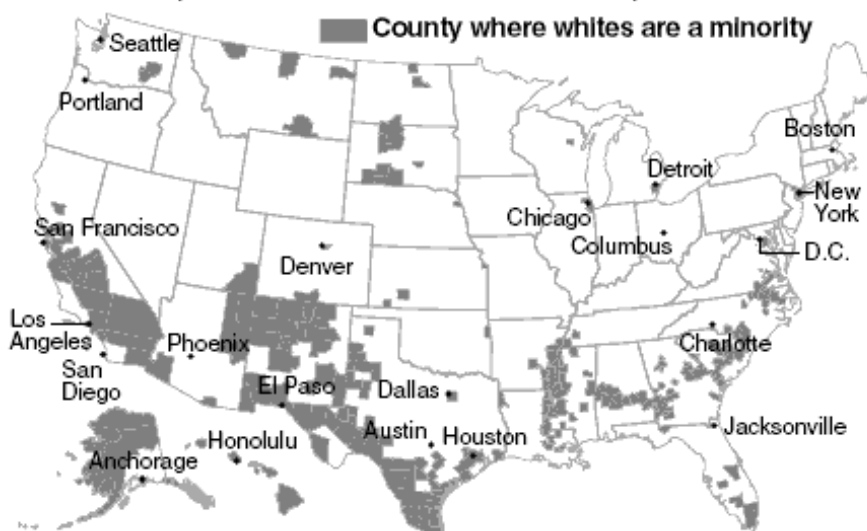 County where whites are a minority
Seattle
Portland
Boston
Detroit
New
York
San Francisco
Chicago
Columbus
D.C.
Denver
Los
Angeles
Phoenix
Charlotte
San
Diego
El Paso
Dallas
Jacksonville
Austin
Houston
Honolulu
Anchorage